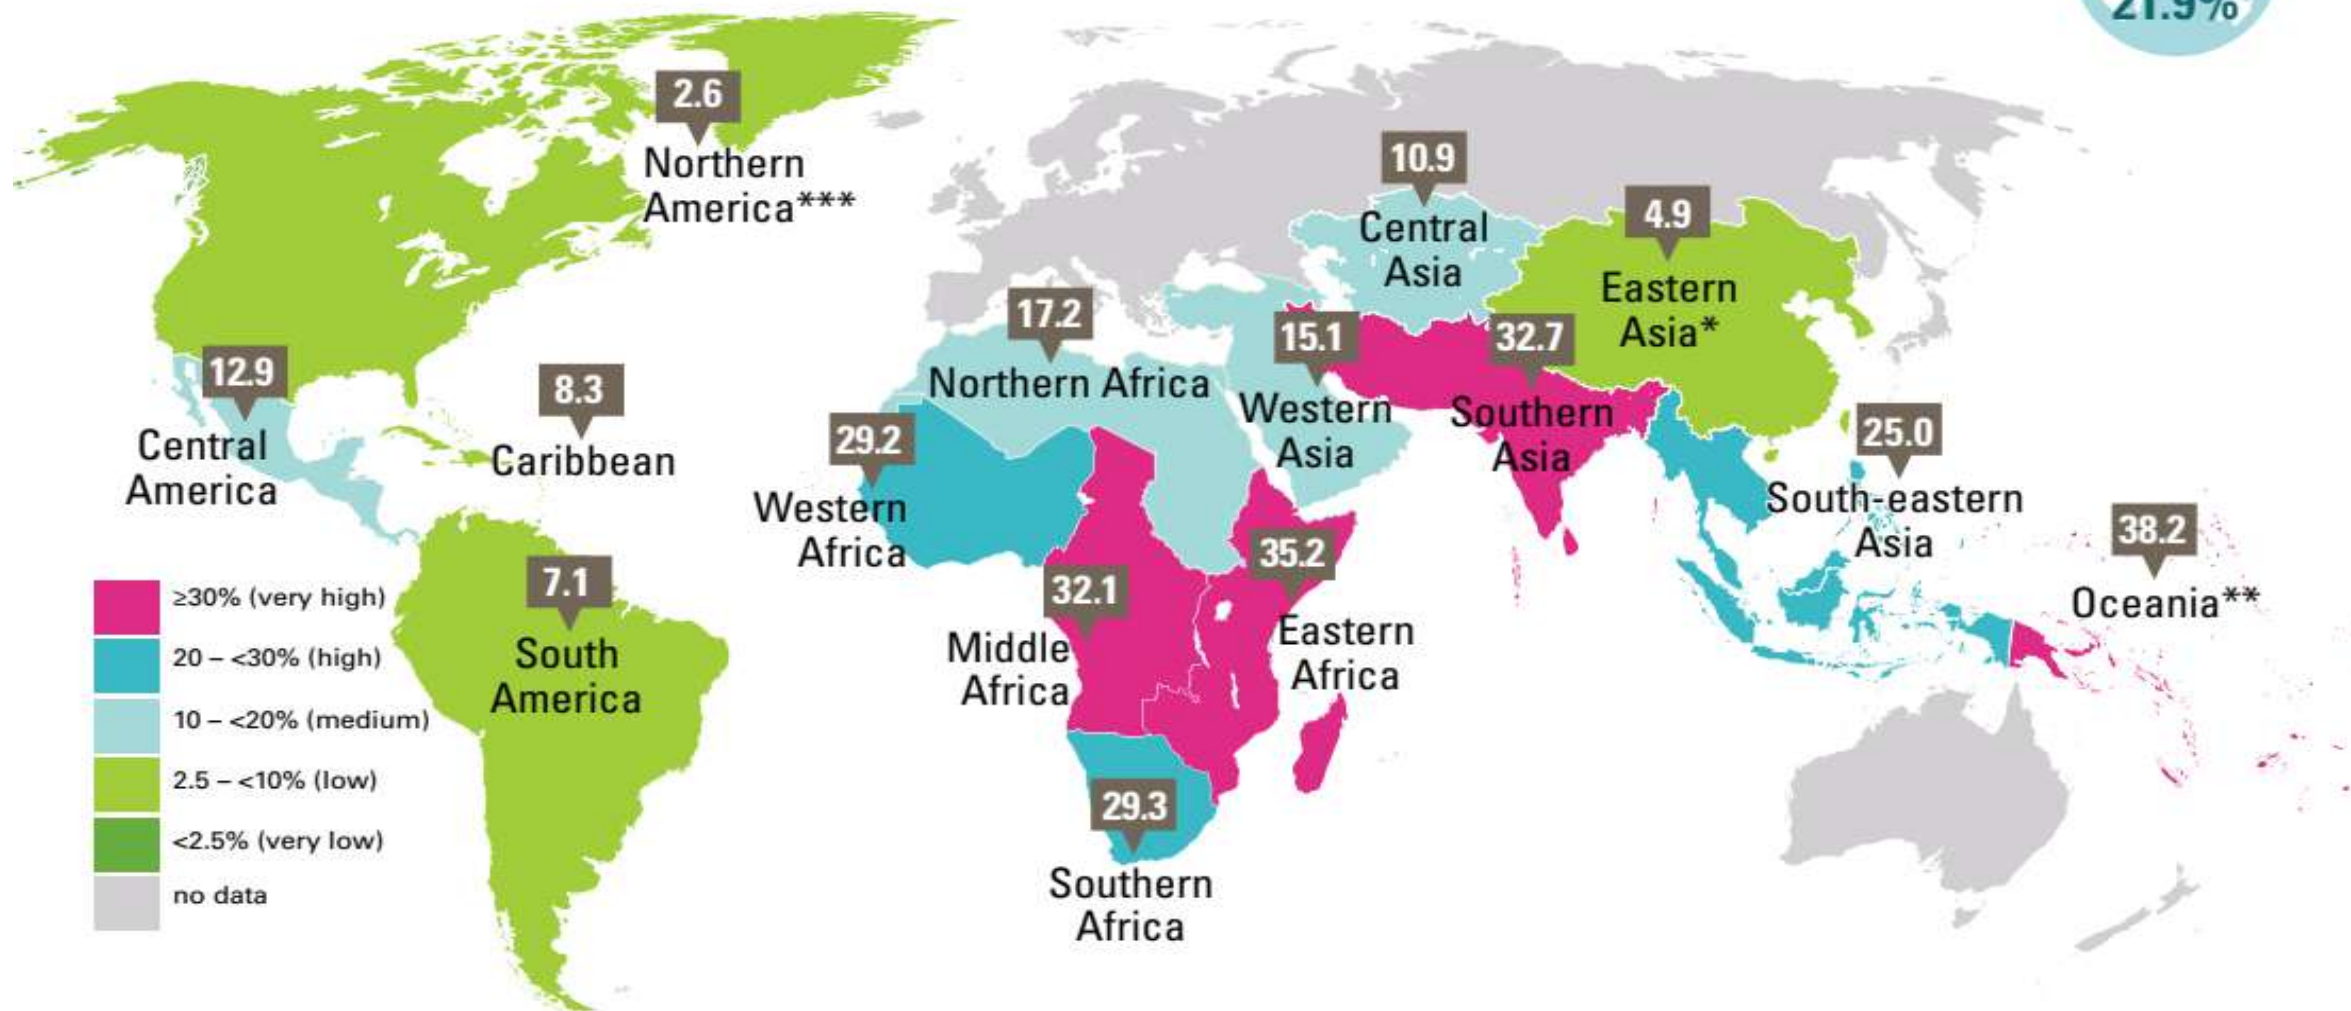 21.9%
2.6
Northern
America***
10.9
Central
Asia
4.9
Eastern
Asia*
17.2
Northern Africa
15.1
Western
Asia
32.7
Southern
Asia
12.9
Central
America
8.3
Caribbean
29.2
Western
Africa
25.0
South-eastern
Asia
38.2
Oceania**
7.1
South
America
32.1
Middle
Africa
35.2
Eastern
Africa
29.3
Southern
Africa
≥30% (very high)
20 – <30% (high)
10 – <20% (medium)
2.5 – <10% (low)
<2.5% (very low)
no data